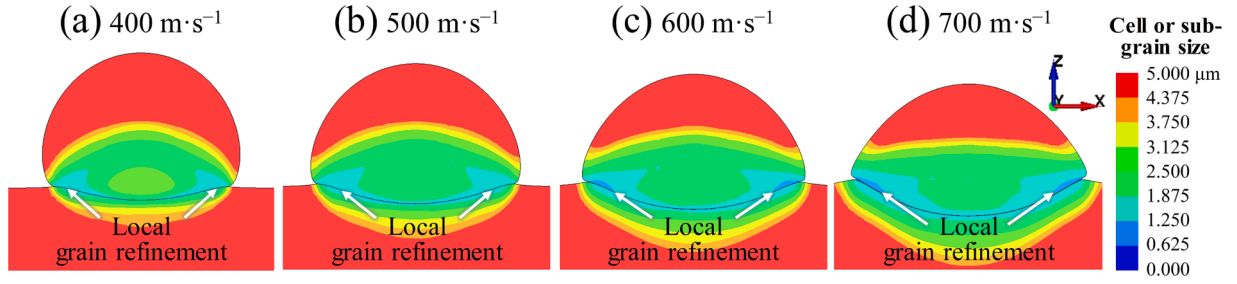 (a) 400 m·s⁻¹
(b) 500 m·s⁻¹
(c) 600 m·s⁻¹
(d) 700 m·s⁻¹
Cell or sub-
grain size
5.000 μm
4.375
3.750
3.125
2.500
1.875
1.250
0.625
0.000
Z
Y
X
Local
grain refinement
Local
grain refinement
Local
grain refinement
Local
grain refinement